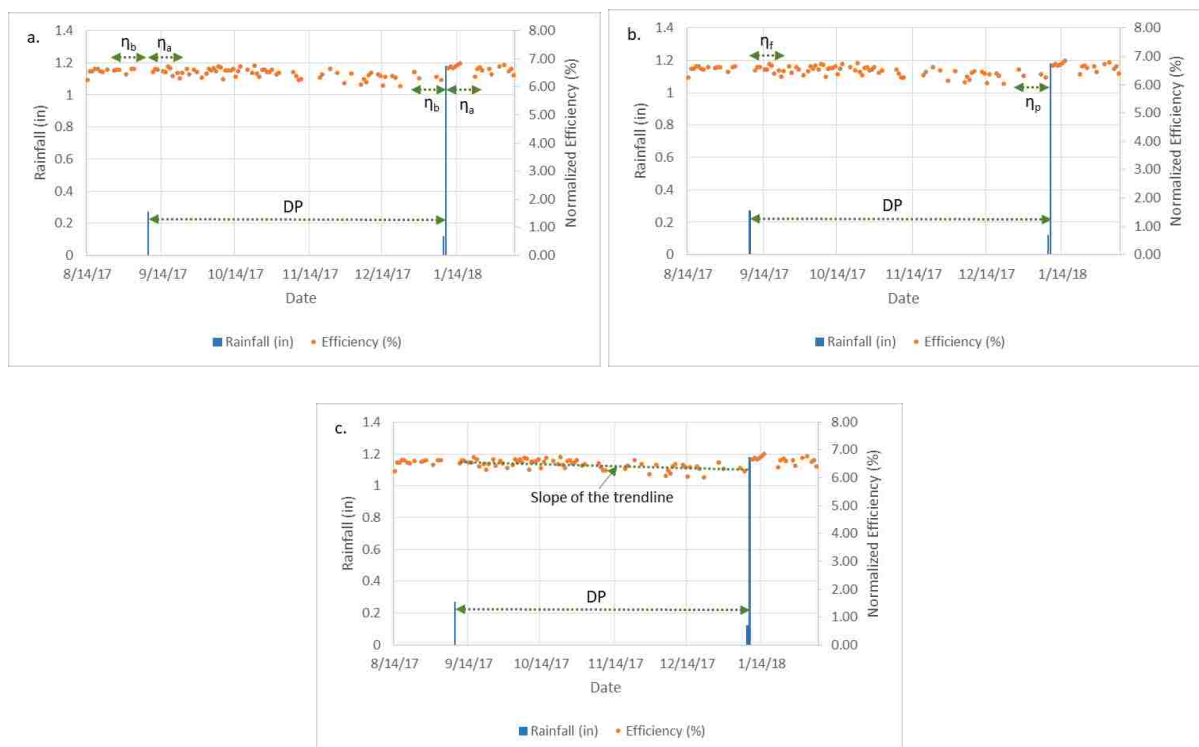 a.
ηb ηa
ηb ηa
DP
Rainfall (in)
1.4
1.2
1
0.8
0.6
0.4
0.2
0
Normalized Efficiency (%)
8.00
7.00
6.00
5.00
4.00
3.00
2.00
1.00
0.00
8/14/17 9/14/17 10/14/17 11/14/17 12/14/17 1/14/18
Date
Rainfall (in) Efficiency (%)
b.
ηf
ηp
DP
Rainfall (in)
1.4
1.2
1
0.8
0.6
0.4
0.2
0
Normalized Efficiency (%)
8.00
7.00
6.00
5.00
4.00
3.00
2.00
1.00
0.00
8/14/17 9/14/17 10/14/17 11/14/17 12/14/17 1/14/18
Date
Rainfall (in) Efficiency (%)
c.
Slope of the trendline
DP
Rainfall (in)
1.4
1.2
1
0.8
0.6
0.4
0.2
0
Normalized Efficiency (%)
8.00
7.00
6.00
5.00
4.00
3.00
2.00
1.00
0.00
8/14/17 9/14/17 10/14/17 11/14/17 12/14/17 1/14/18
Date
Rainfall (in) Efficiency (%)